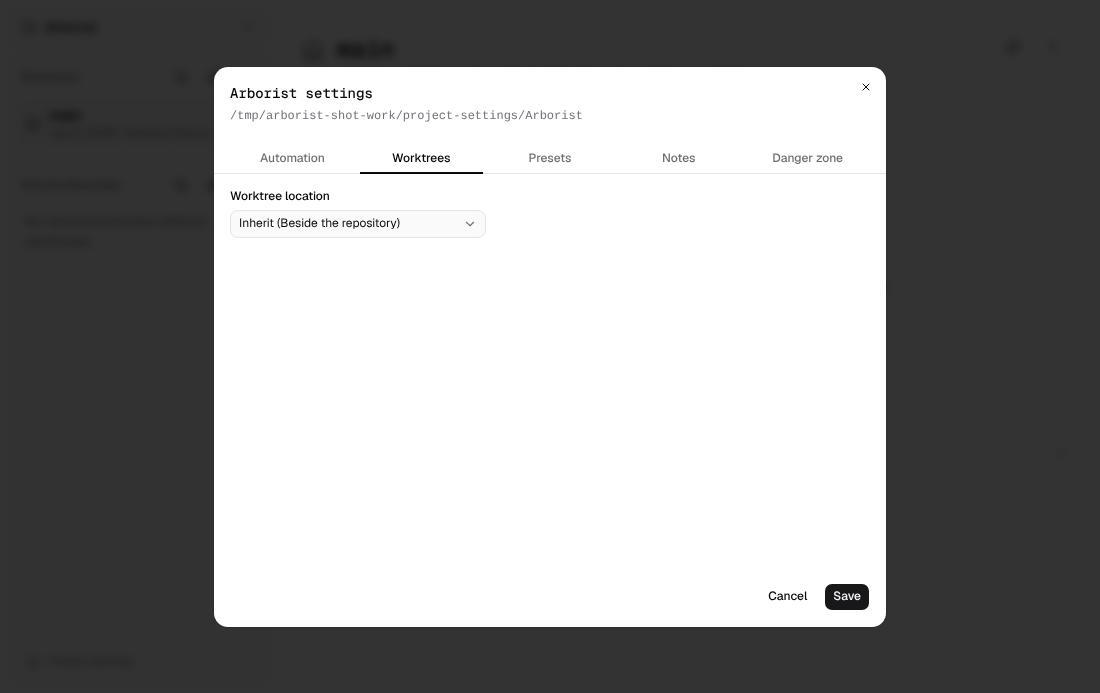 main
Arborist settings
/tmp/arborist-shot-work/project-settings/Arborist
Automation
Worktrees
Presets
Notes
Danger zone
Worktree location
Inherit (Beside the repository)
Cancel
Save